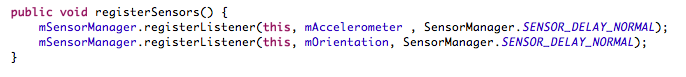 public void registerSensors() {
mSensorManager.registerListener(this, mAccelerometer , SensorManager.SENSOR_DELAY_NORMAL);
mSensorManager.registerListener(this, mOrientation, SensorManager.SENSOR_DELAY_NORMAL);
}